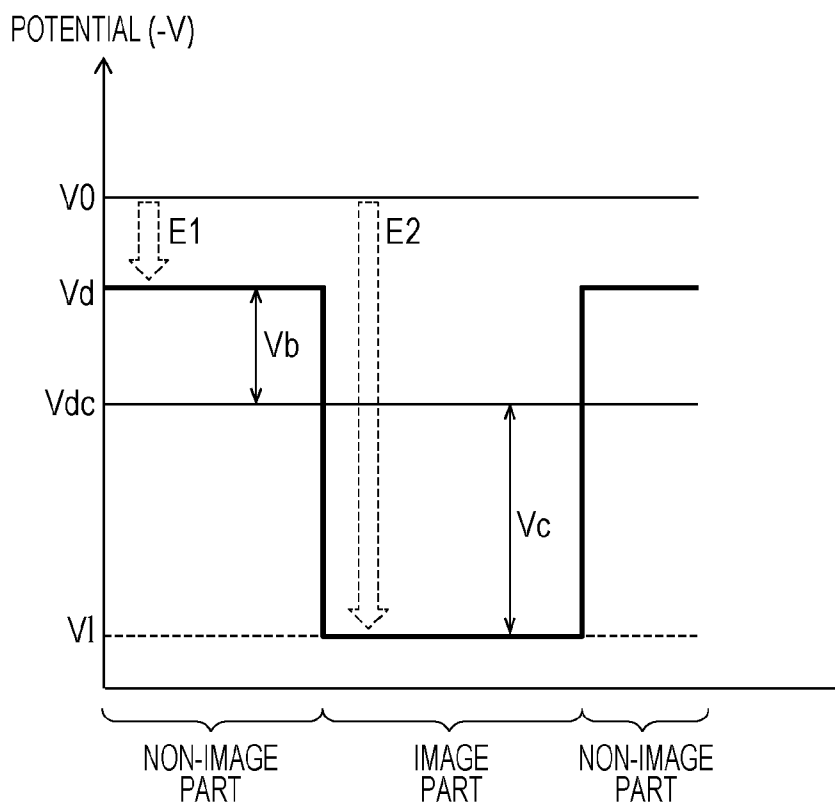 POTENTIAL (-V)
V0
E1
E2
Vd
Vb
Vdc
Vc
Vl
NON-IMAGE
PART
IMAGE
PART
NON-IMAGE
PART